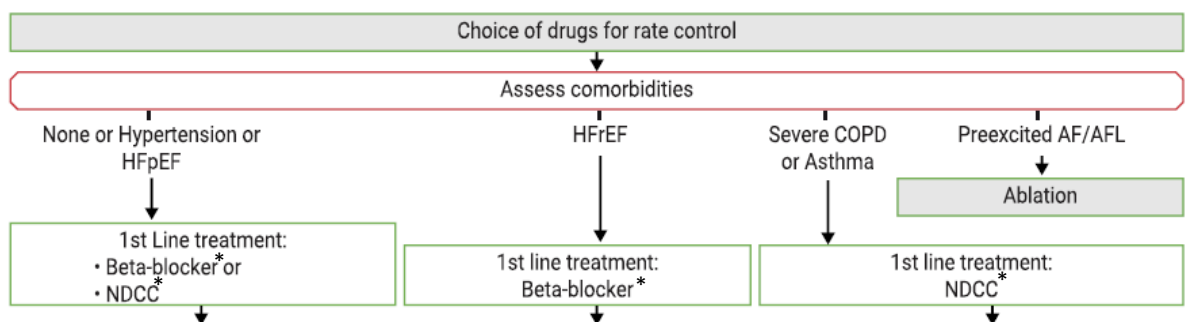 Choice of drugs for rate control
Assess comorbidities
None or Hypertension or
HFpEF
HFrEF
Severe COPD
or Asthma
Preexcited AF/AFL
Ablation
1st Line treatment:
• Beta-blocker* or
• NDCC*
1st line treatment:
Beta-blocker*
1st line treatment:
NDCC*